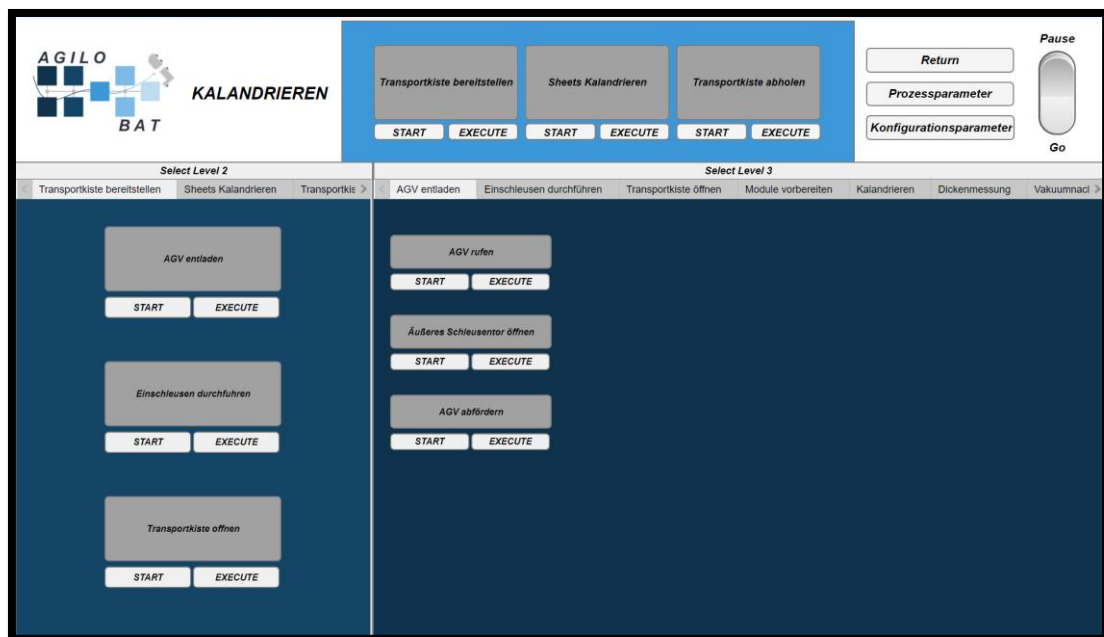 AGILO
BAT
KALANDRIEREN
Transportkiste bereitstellen
START EXECUTE
Sheets Kalandrieren
START EXECUTE
Transportkiste abholen
START EXECUTE
Return
Prozessparameter
Konfigurationsparameter
Pause
Go
Select Level 2
Transportkiste bereitstellen Sheets Kalandrieren Transportkis
AGV entladen
START EXECUTE
Einschleusen durchfuhren
START EXECUTE
Transportkiste offnen
START EXECUTE
Select Level 3
AGV entladen Einschleusen durchführen Transportkiste öffnen Module vorbereiten Kalandrieren Dickenmessung Vakuumnacl
AGV rufen
START EXECUTE
Äußeres Schleusentor öffnen
START EXECUTE
AGV abfördern
START EXECUTE